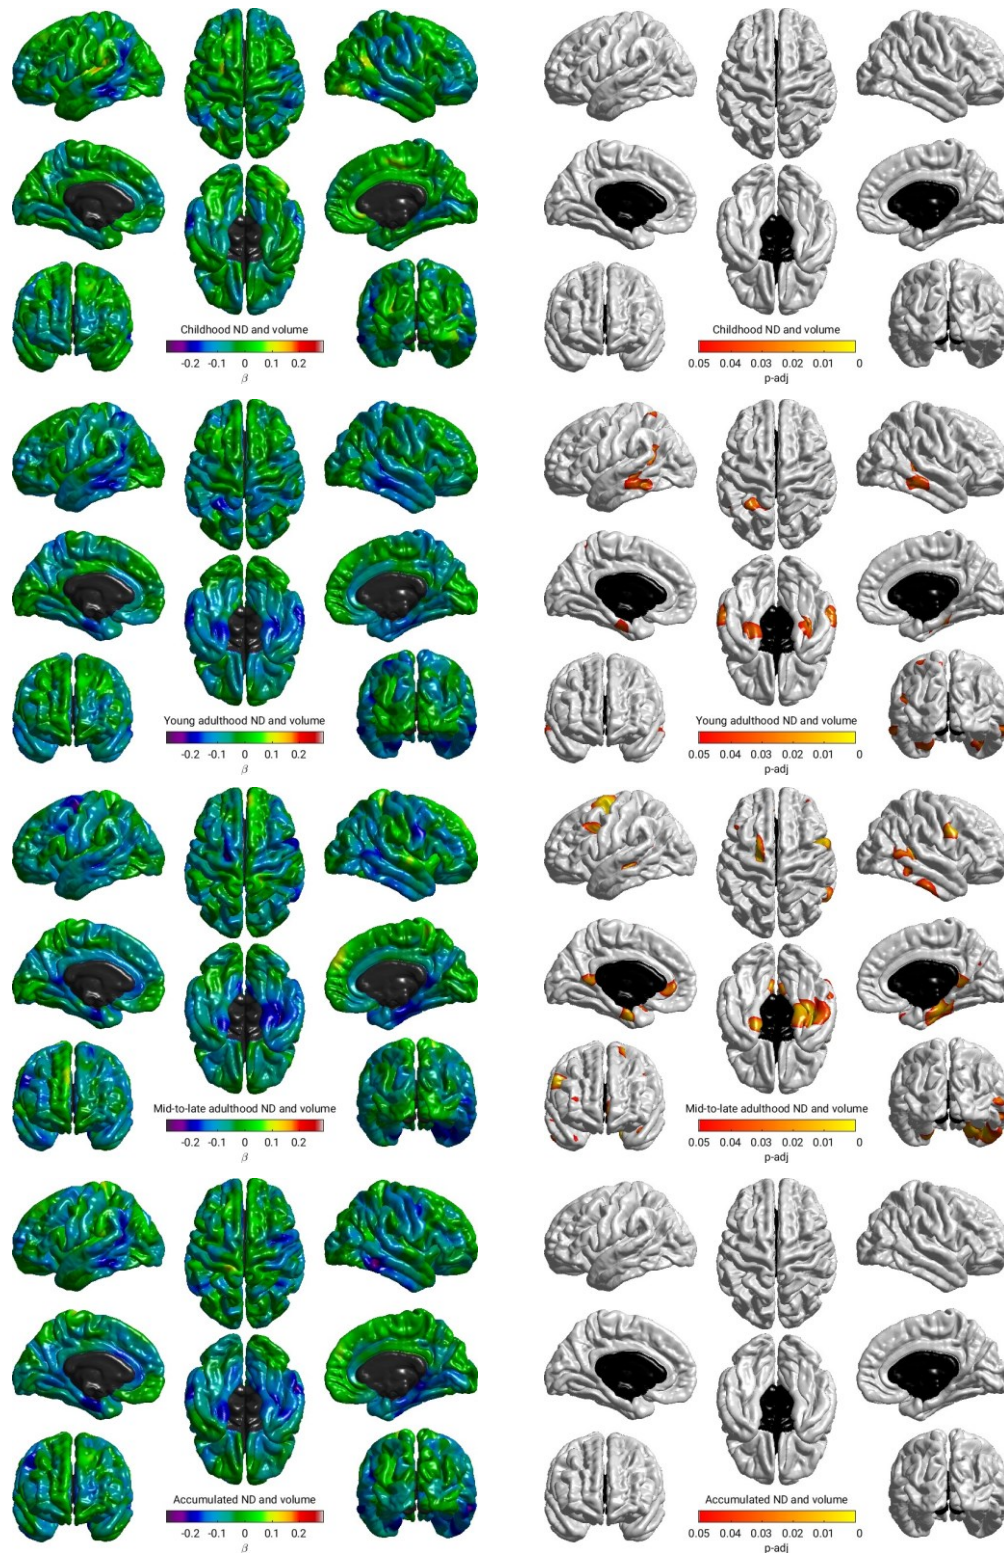 Childhood ND and volume
-0.2 -0.1 0 0.1 0.2
β
Childhood ND and volume
0.05 0.04 0.03 0.02 0.01 0
p-adj
Young adulthood ND and volume
-0.2 -0.1 0 0.1 0.2
β
Young adulthood ND and volume
0.05 0.04 0.03 0.02 0.01 0
p-adj
Mid-to-late adulthood ND and volume
-0.2 -0.1 0 0.1 0.2
β
Mid-to-late adulthood ND and volume
0.05 0.04 0.03 0.02 0.01 0
p-adj
Accumulated ND and volume
-0.2 -0.1 0 0.1 0.2
β
Accumulated ND and volume
0.05 0.04 0.03 0.02 0.01 0
p-adj